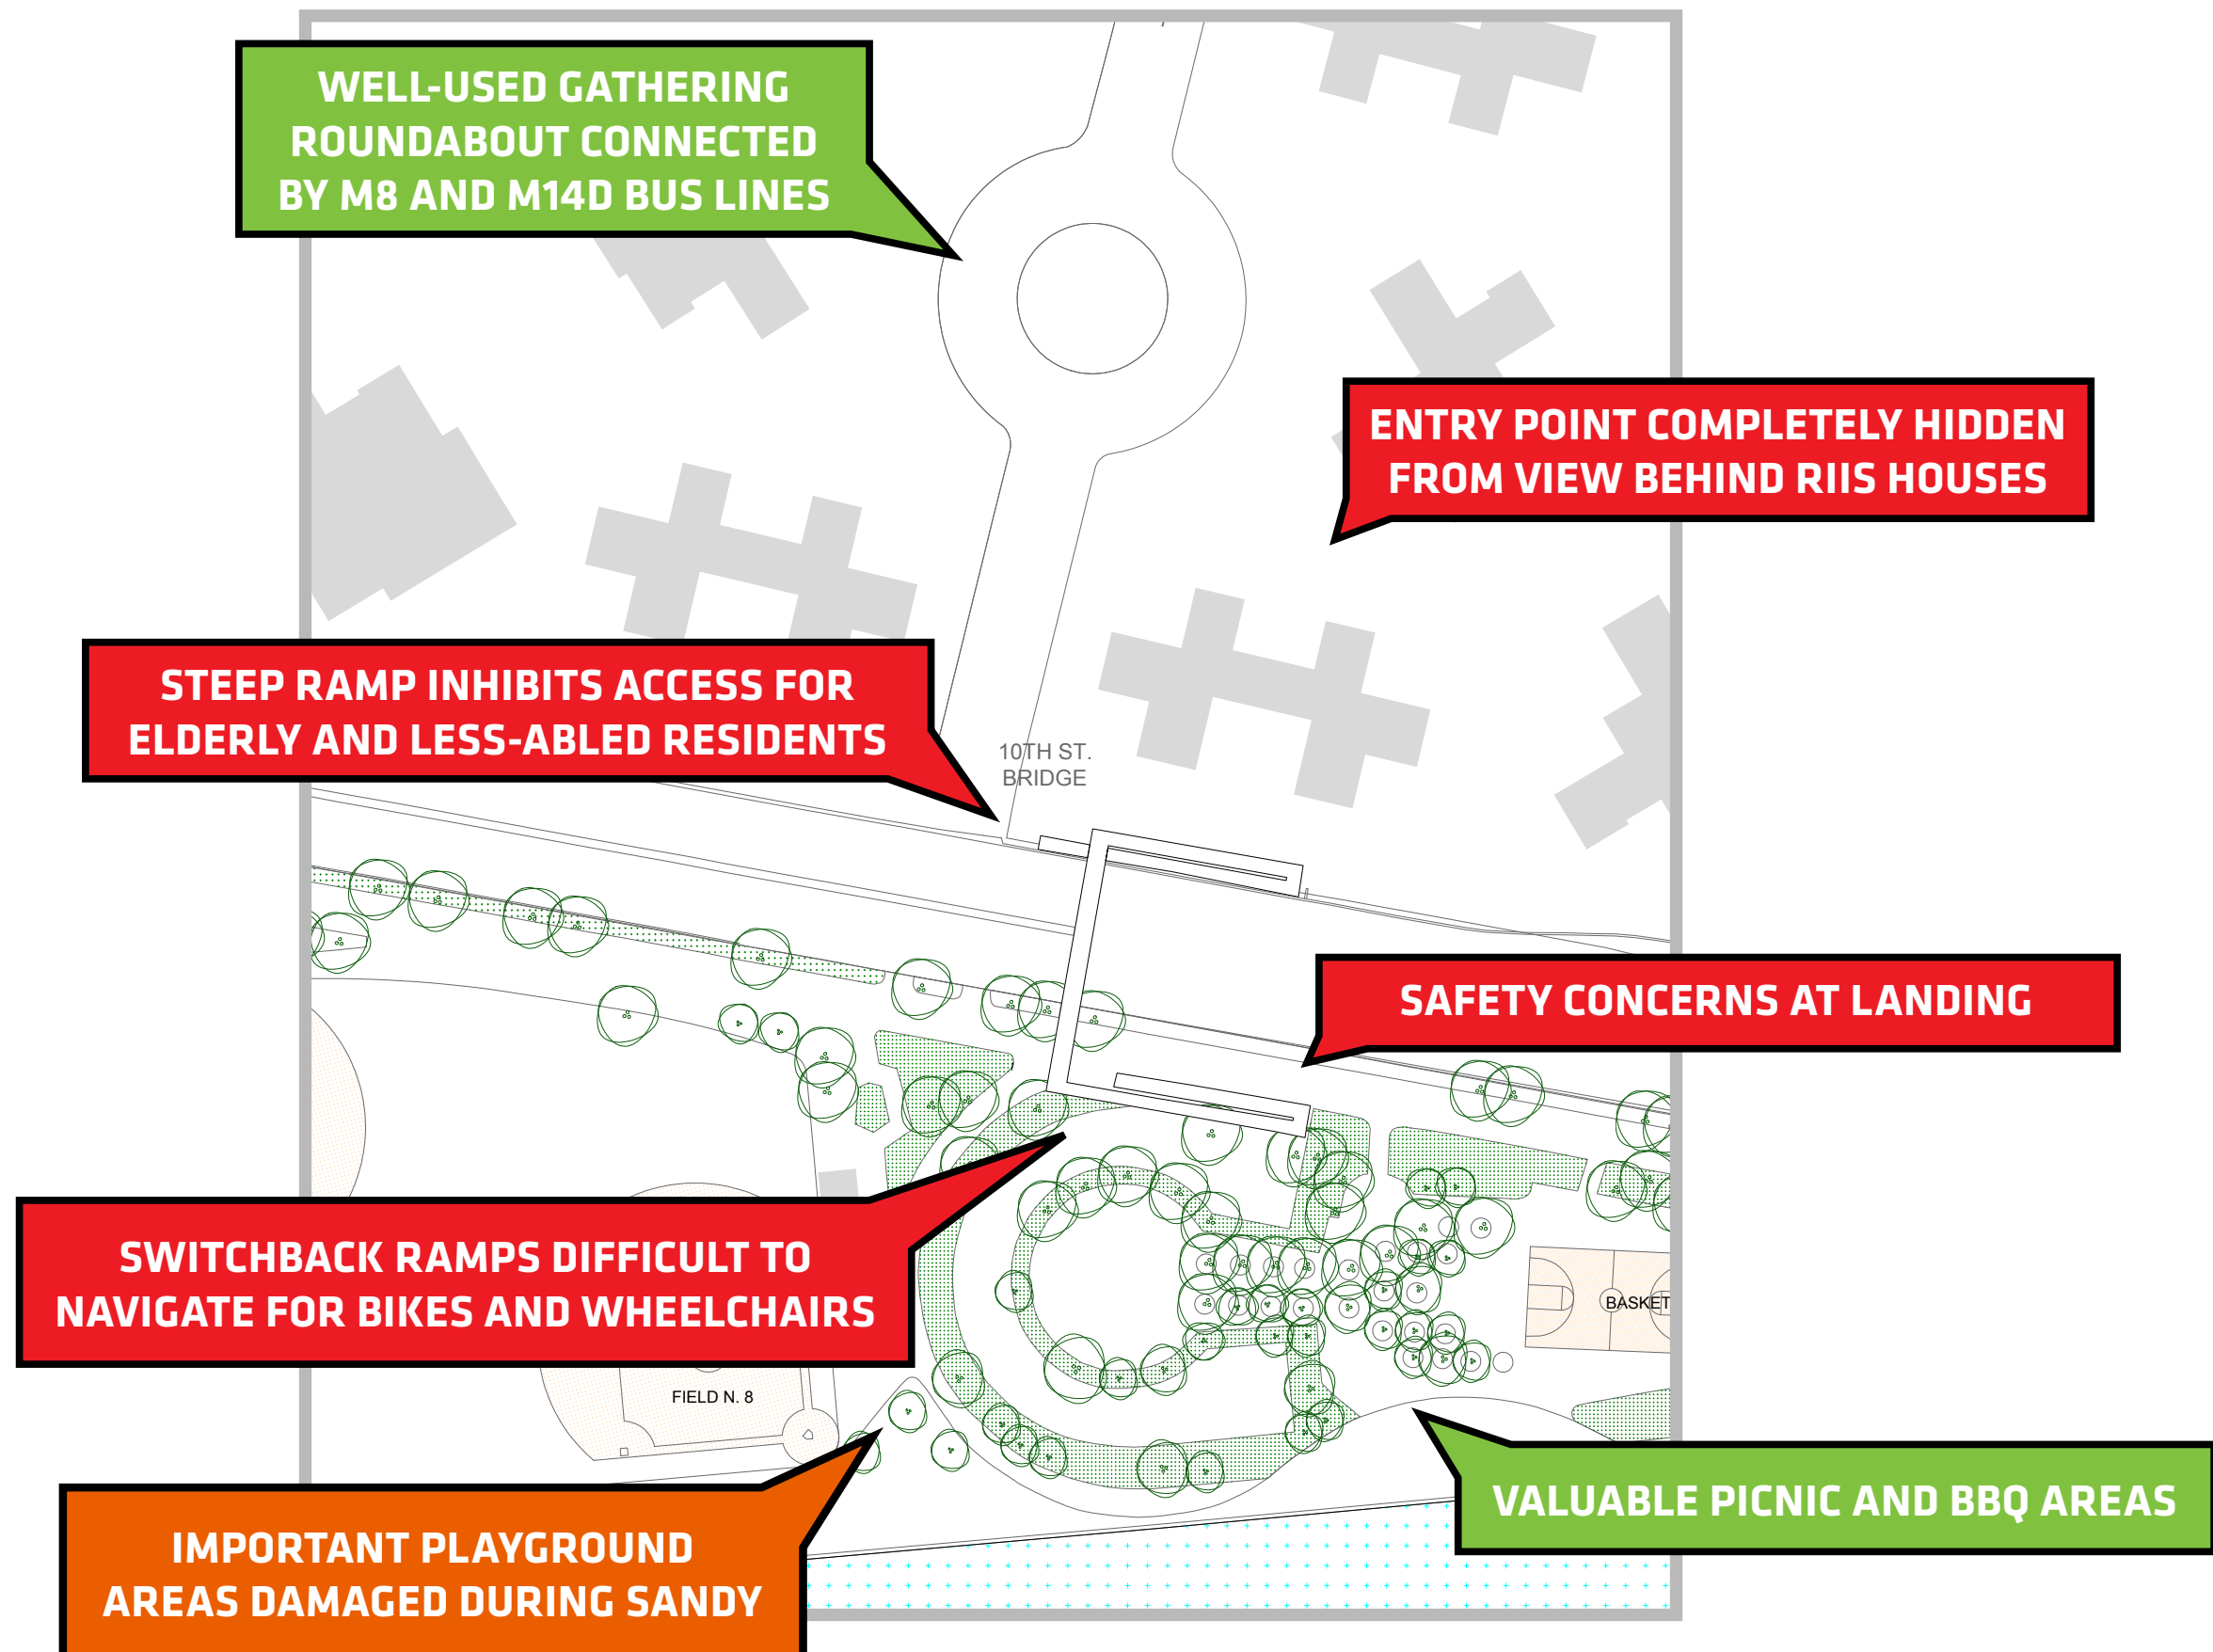 WELL-USED GATHERING
ROUNDABOUT CONNECTED
BY M8 AND M14D BUS LINES
ENTRY POINT COMPLETELY HIDDEN
FROM VIEW BEHIND RIIS HOUSES
STEEP RAMP INHIBITS ACCESS FOR
ELDERLY AND LESS-ABLED RESIDENTS
10TH ST.
BRIDGE
SAFETY CONCERNS AT LANDING
SWITCHBACK RAMPS DIFFICULT TO
NAVIGATE FOR BIKES AND WHEELCHAIRS
BASKET
FIELD N. 8
VALUABLE PICNIC AND BBQ AREAS
IMPORTANT PLAYGROUND
AREAS DAMAGED DURING SANDY